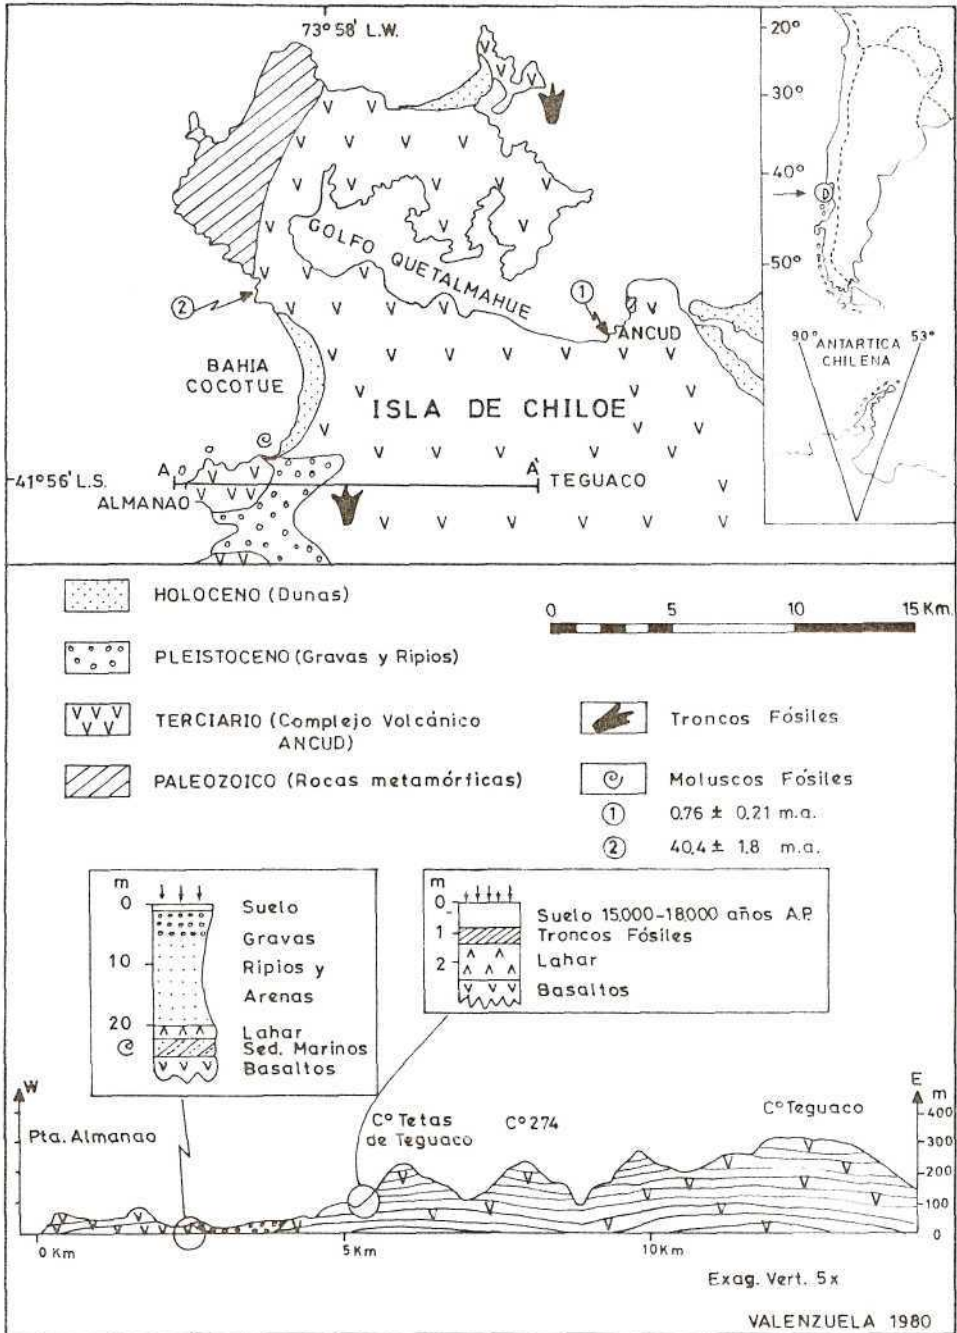 73° 58' L.W.
20°
30°
40°
50°
D
GOLFO QUETALMAHUE
2
1
ANCUD
BAHIA
COCOTUE
ISLA DE CHILOE
90° ANTARTICA 53°
CHILENA
41° 56' L.S.
A
A'
TEGUACO
ALMANAO
HOLOCENO (Dunas)
PLEISTOCENO (Gravas y Ripios)
TERCIARIO (Complejo Volcánico
ANCUD)
PALEOZOICO (Rocas metamórficas)
0 5 10 15 Km.
Troncos Fósiles
Moluscos Fósiles
1 0.76 ± 0.21 m.a.
2 40.4 ± 1.8 m.a.
m
0
10
20
Suelo
Gravas
Ripios y
Arenas
Lahar
Sed. Marinos
Basaltos
m
0
1
2
Suelo 15.000-18.000 años A.P.
Troncos Fósiles
Lahar
Basaltos
W
E
m
400
300
200
100
0
Pta. Almanao
C° Tetas
de Teguaco
C° 274
C° Teguaco
0 Km
5 Km
10 Km
Exag. Vert. 5x
VALENZUELA 1980